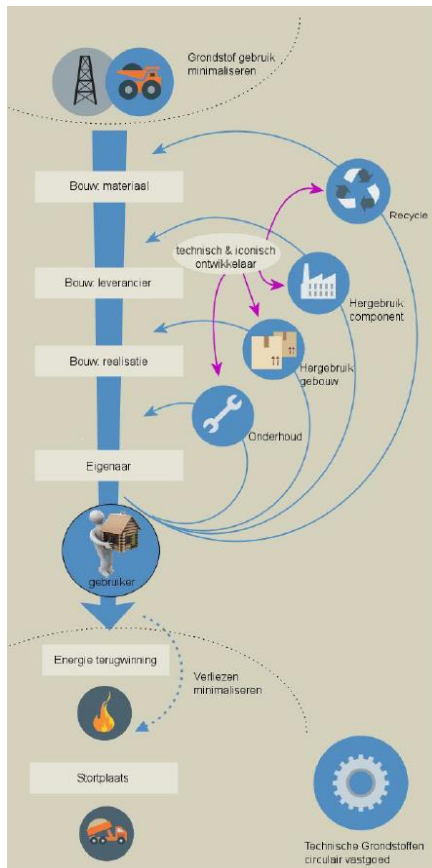 Grondstof gebruik
minimaliseren
Bouw: materiaal
Recycle
technisch & iconisch
ontwikkelaar
Bouw: leverancier
Hergebruik
component
Bouw: realisatie
Hergebruik
gebouw
Onderhoud
Eigenaar
gebruiker
Energie terugwinning
Verliezen
minimaliseren
Stortplaats
Technische Grondstoffen
circulair vastgoed